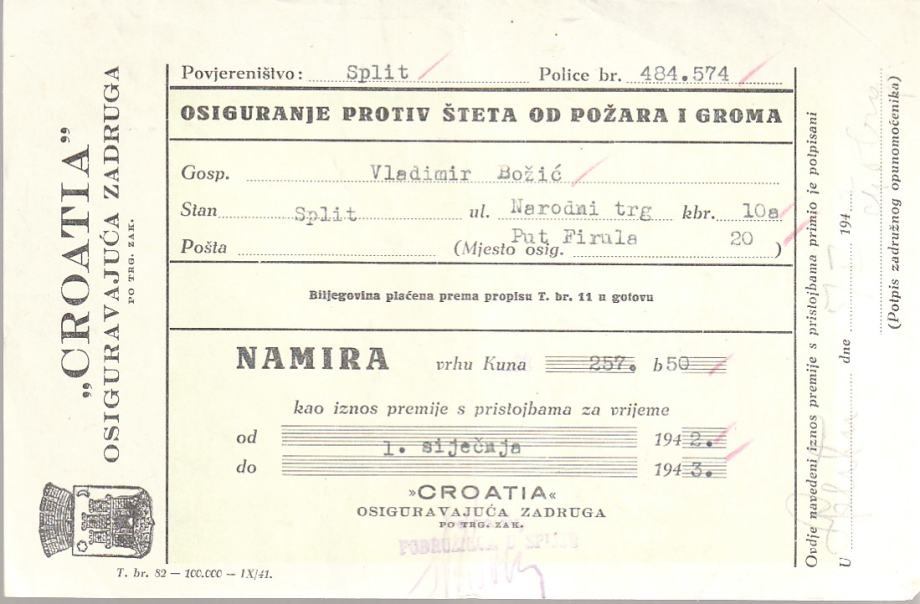 „CROATIA”
OSIGURAVAJUĆA ZADRUGA
PO TRG. ZAK.
Povjereništvo: Split Police br. 484.574
OSIGURANJE PROTIV ŠTETA OD POŽARA I GROMA
Gosp. Vladimir Božić
Stan Split ul. Narodni trg kbr. 10a
Pošta (Mjesto osig. Put Firula 20 )
Biljegovina plaćena prema propisu T. br. 11 u gotovu
NAMIRA vrhu Kuna 257. b 50
kao iznos premije s pristojbama za vrijeme
od 1. siječnja 1942.
do 1943.
»CROATIA«
OSIGURAVAJUĆA ZADRUGA
PO TRG. ZAK.
T. br. 82 — 100.000 — IX/41.
Ovdje navedeni iznos premije s pristojbama primio je potpisani
U dne 194
(Potpis zadružnog opunomoćenika)